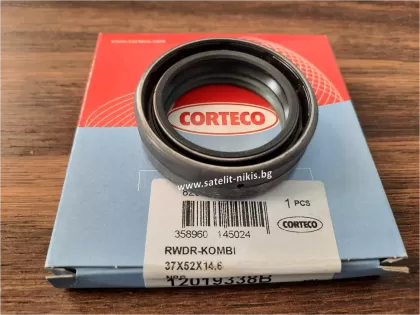 www.corteco.com
CORTECO
www.satelit-nikis.bg
1 PCS
CORTECO
358960 145024
RWDR-KOMBI
37X52X14.6
12019338B